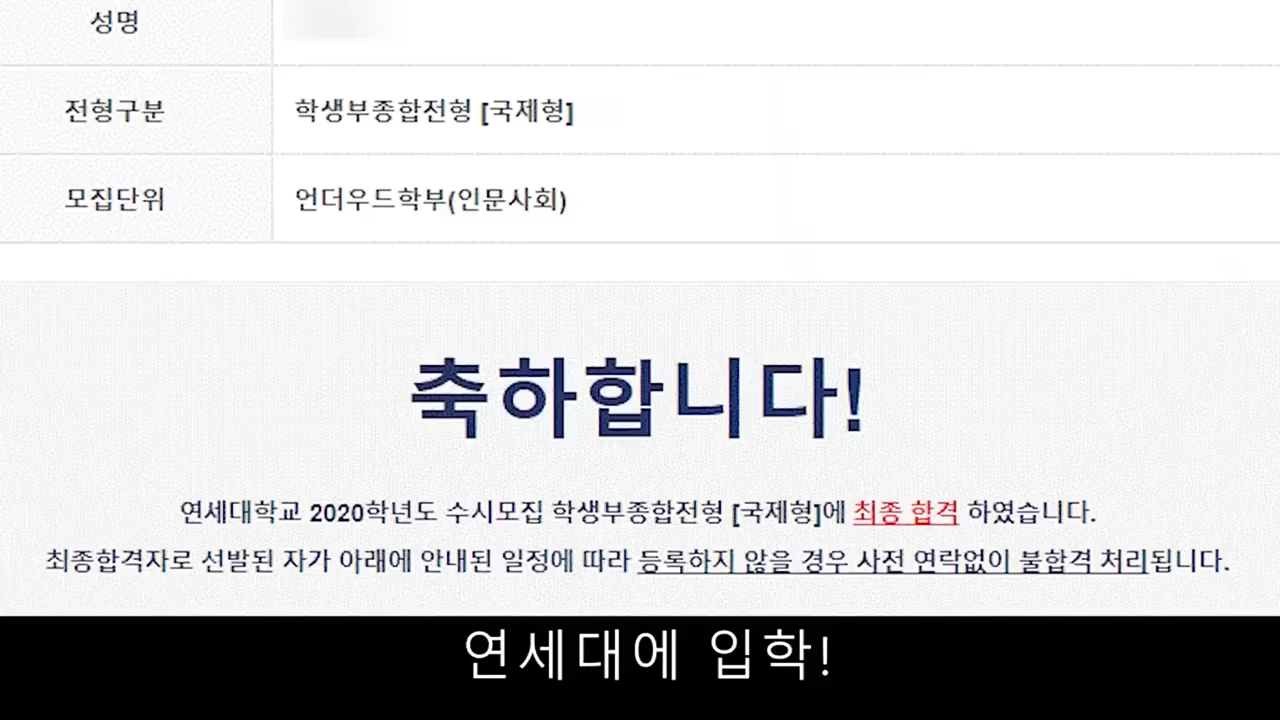 성명
전형구분 학생부종합전형 [국제형]
모집단위 언더우드학부(인문사회)
축하합니다!
연세대학교 2020학년도 수시모집 학생부종합전형 [국제형]에 최종 합격 하였습니다.
최종합격자로 선발된 자가 아래에 안내된 일정에 따라 등록하지 않을 경우 사전 연락없이 불합격 처리됩니다.
연세대에 입학!